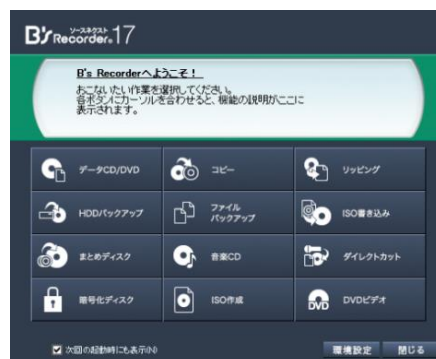 B's Recorder® ソースネクスト 17
B's Recorderへようこそ！
おこないたい作業を選択してください。
各ボタンにカーソルを合わせると、機能の説明がここに
表示されます。
データCD/DVD
コピー
リッピング
HDDバックアップ
ファイル
バックアップ
ISO書き込み
まとめディスク
音楽CD
ダイレクトカット
暗号化ディスク
ISO作成
DVD
DVDビデオ
次回の起動時にも表示(N)
環境設定
閉じる